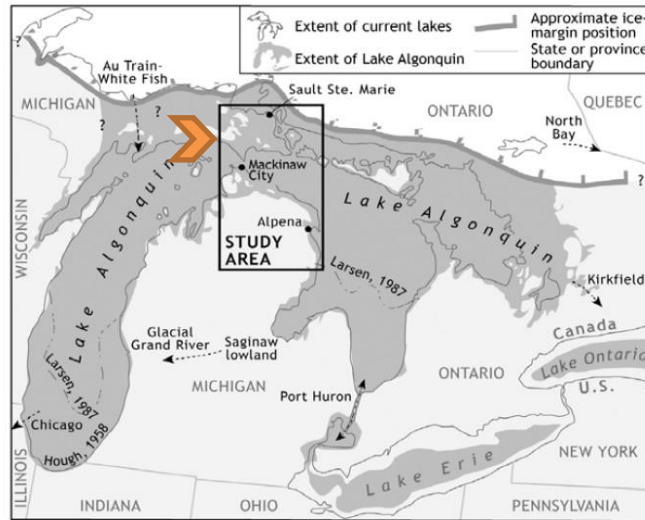 Extent of current lakes
Extent of Lake Algonquin
Approximate ice-
margin position
State or province
boundary
?
Au Train-
White Fish
MICHIGAN
?
?
Sault Ste. Marie
ONTARIO
QUEBEC
North
Bay
?
Mackinaw
City
WISCONSIN
Lake Algonquin
Lake Algonquin
Alpena
STUDY
AREA
Larsen, 1987
Kirkfield
Glacial
Grand River
Saginaw
lowland
Canada
Lake Ontario
U.S.
MICHIGAN
ONTARIO
Port Huron
Larsen, 1987
Chicago
Hough, 1958
NEW YORK
Lake Erie
ILLINOIS
INDIANA
OHIO
PENNSYLVANIA